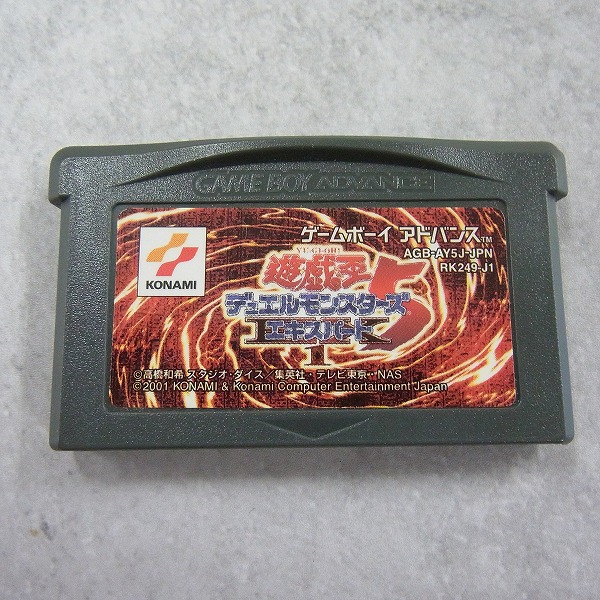 GAME BOY ADVANCE
KONAMI
ゲームボーイ アドバンス™
AGB-AY5J-JPN
RK249-J1
YU-GI-OH!
遊戯王
デュエルモンスターズ5
エキスパート
1
©高橋和希 スタジオ・ダイス／集英社・テレビ東京・NAS
©2001 KONAMI & Konami Computer Entertainment Japan